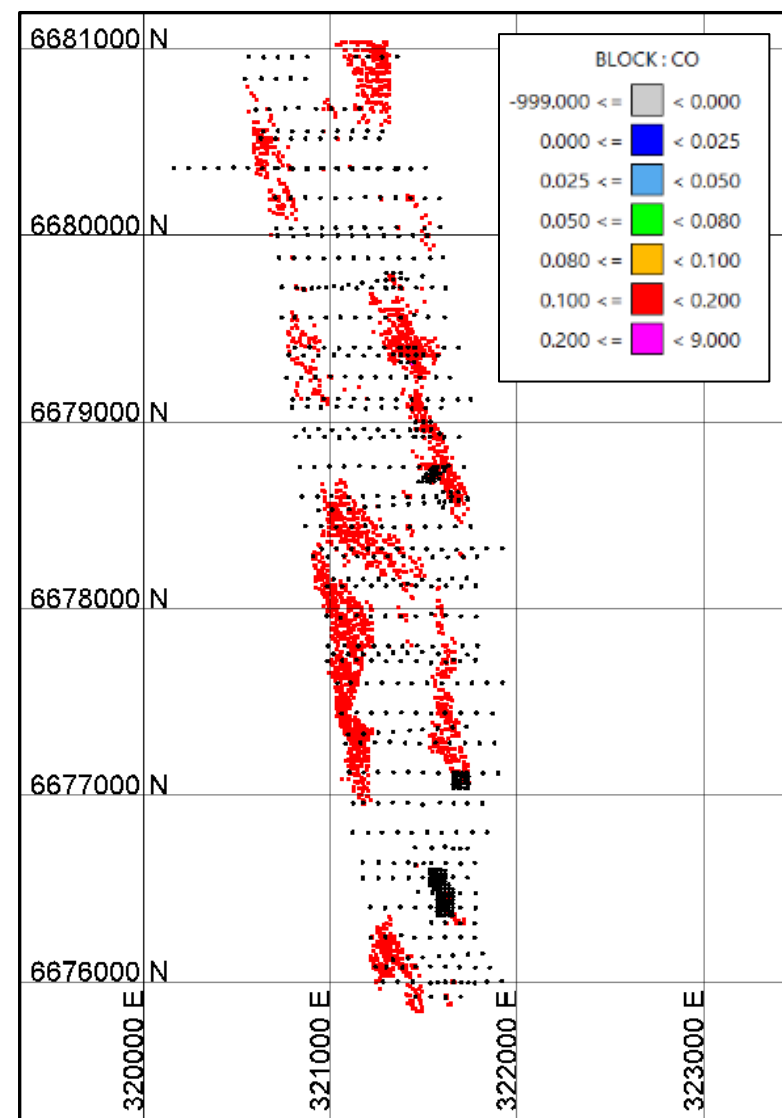 6681000 N
BLOCK : CO
-999.000 <= < 0.000
0.000 <= < 0.025
0.025 <= < 0.050
0.050 <= < 0.080
0.080 <= < 0.100
0.100 <= < 0.200
0.200 <= < 9.000
6680000 N
6679000 N
6678000 N
6677000 N
6676000 N
320000 E
321000 E
322000 E
323000 E